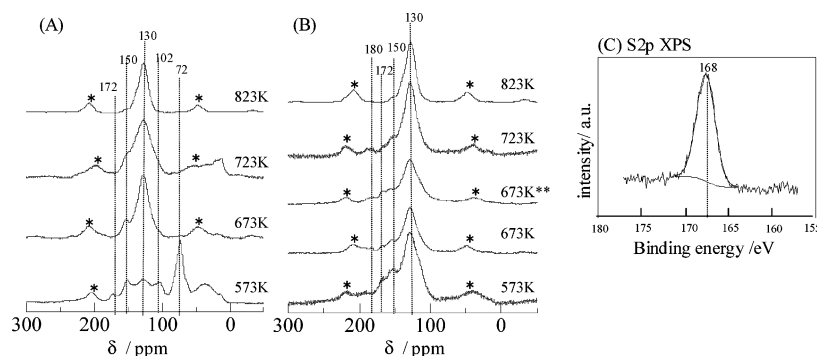 (A)
130
150
102
172
72
823K
723K
673K
573K
300
200
100
0
δ / ppm
(B)
130
180
150
172
823K
723K
673K**
673K
573K
300
200
100
0
δ / ppm
(C) S2p XPS
168
.intensity/ a.u.
180
170
165
160
15?
Binding energy /eV